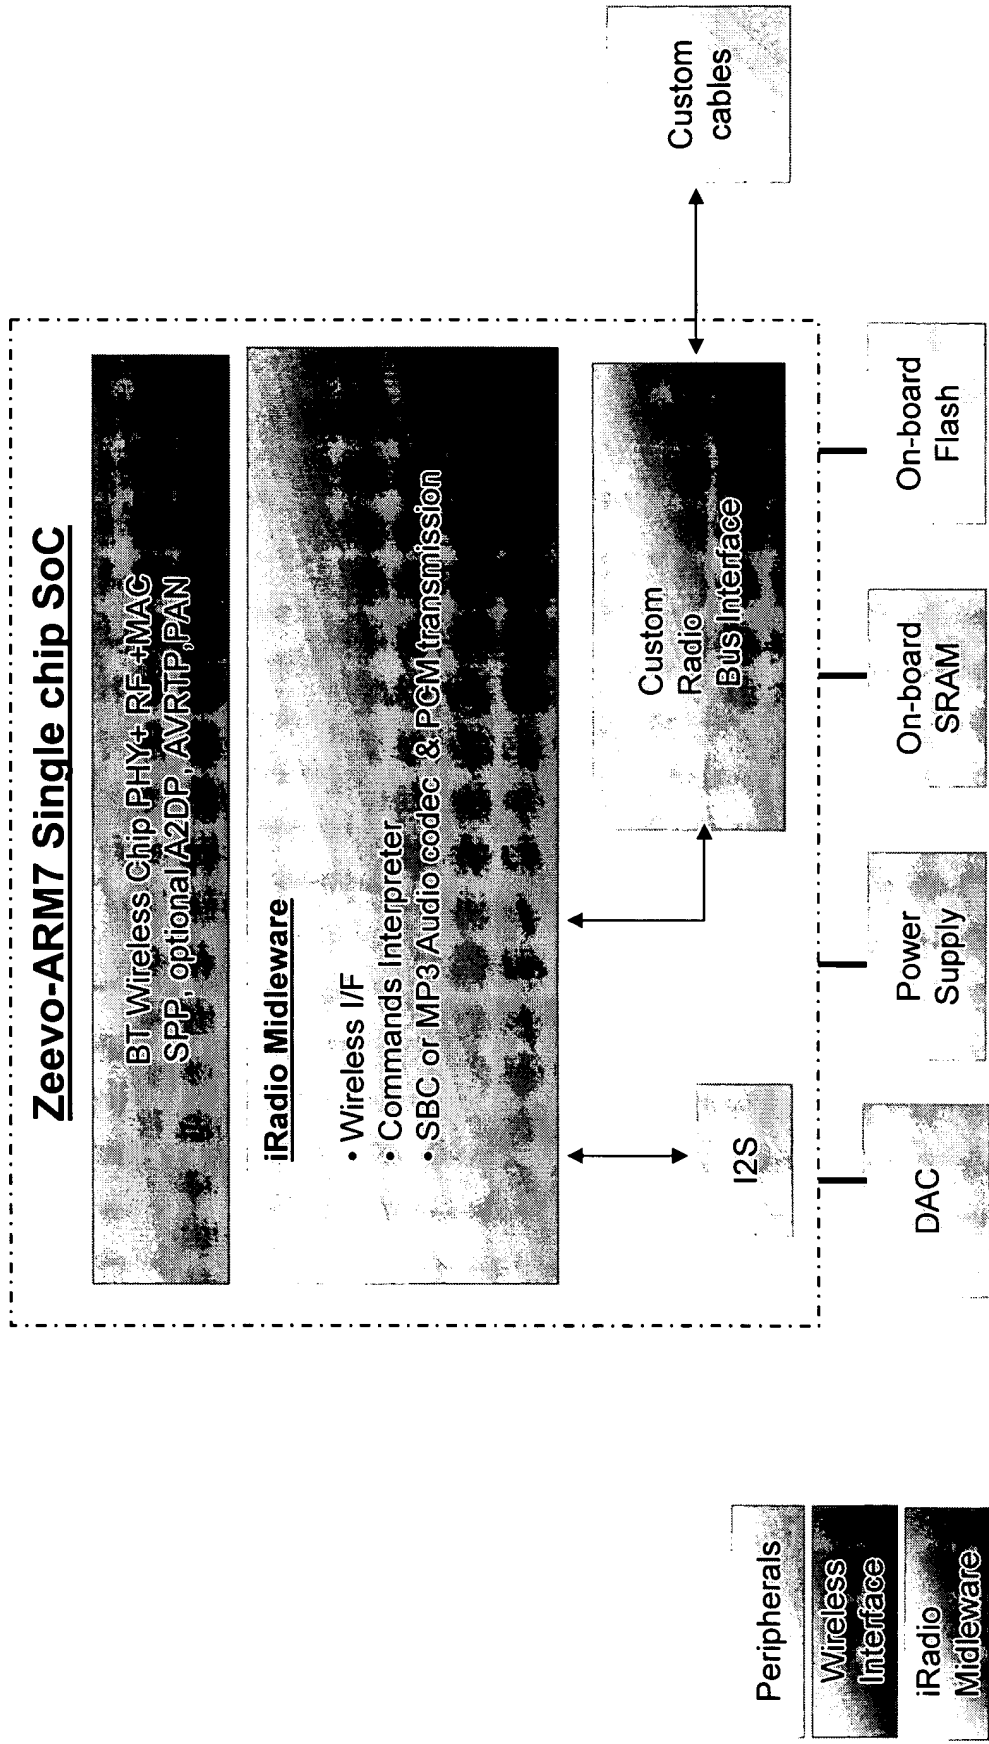 Zeevo-ARM7 Single chip SoC
BT Wireless Chip PHY+ RF +MAC
SPP, optional A2DP, AVRTP,PAN
iRadio Midleware
• Wireless I/F
• Commands Interpreter
• SBC or MP3 Audio codec & PCM transmission
I2S
Custom
Radio
Bus Interface
Custom
cables
DAC
Power
Supply
On-board
SRAM
On-board
Flash
Peripherals
Wireless
Interface
iRadio
Midleware